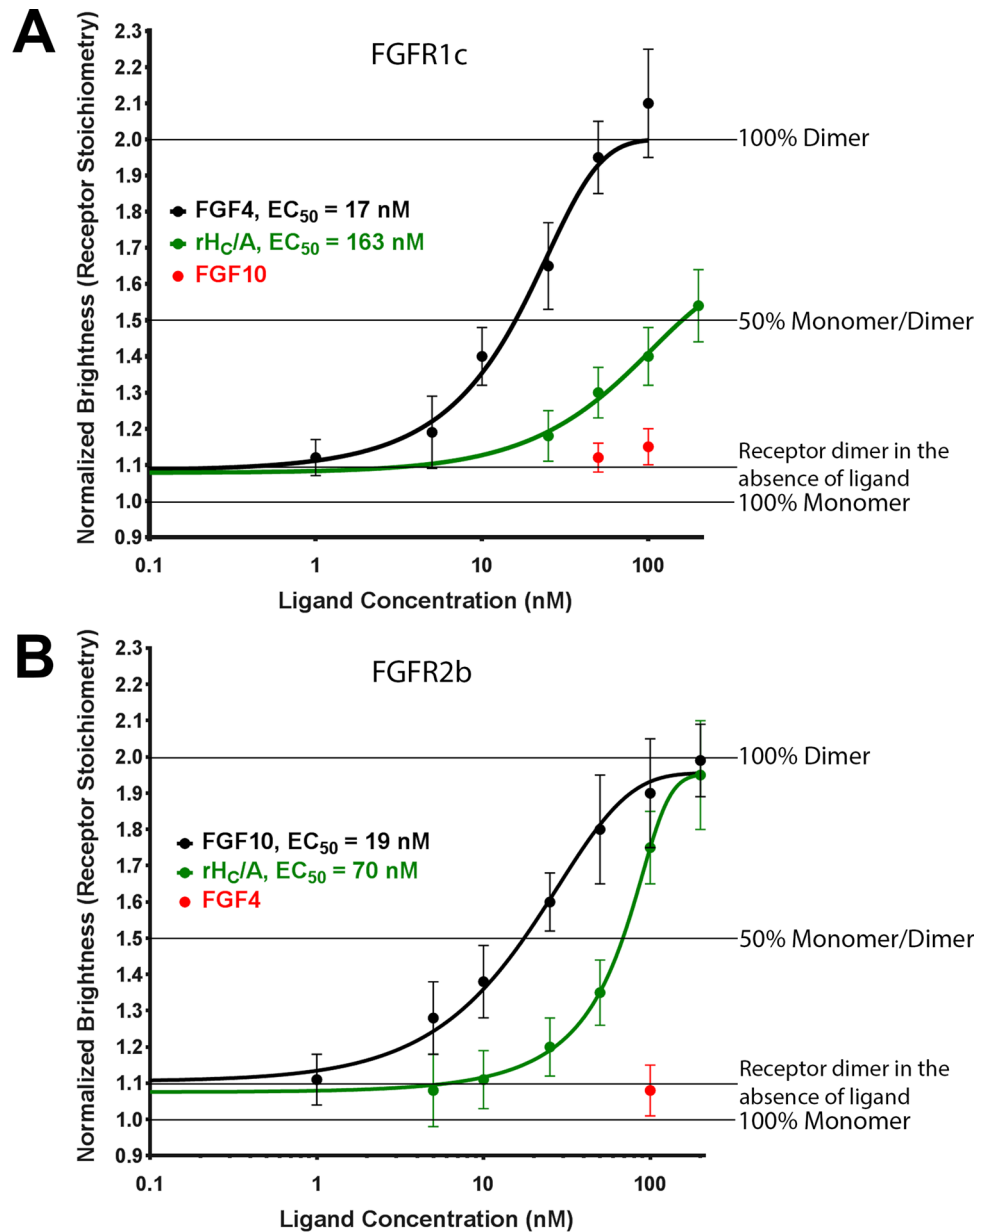 A
FGFR1c
Normalized Brightness (Receptor Stoichiometry)
2.3
2.2
2.1
2.0
1.9
1.8
1.7
1.6
1.5
1.4
1.3
1.2
1.1
1.0
0.9
100% Dimer
FGF4, EC50 = 17 nM
rHC/A, EC50 = 163 nM
FGF10
50% Monomer/Dimer
Receptor dimer in the
absence of ligand
100% Monomer
0.1 1 10 100
Ligand Concentration (nM)
B
FGFR2b
Normalized Brightness (Receptor Stoichiometry)
2.3
2.2
2.1
2.0
1.9
1.8
1.7
1.6
1.5
1.4
1.3
1.2
1.1
1.0
0.9
100% Dimer
FGF10, EC50 = 19 nM
rHC/A, EC50 = 70 nM
FGF4
50% Monomer/Dimer
Receptor dimer in the
absence of ligand
100% Monomer
0.1 1 10 100
Ligand Concentration (nM)